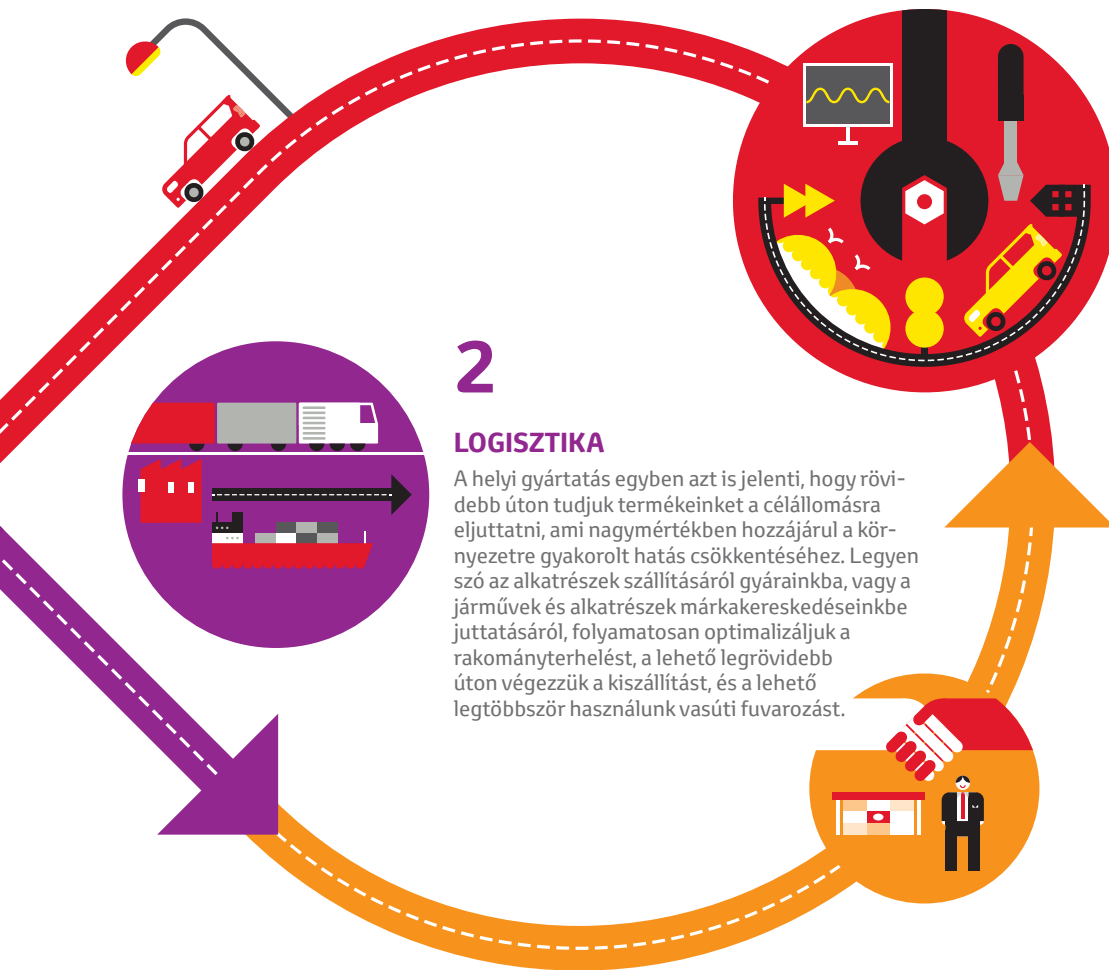 2
LOGISZTIKA
A helyi gyártatás egyben azt is jelenti, hogy rövi-
debb úton tudjuk termékeinket a célállomásra
eljuttatni, ami nagymértékben hozzájárul a kör-
nyezetre gyakorolt hatás csökkentéséhez. Legyen
szó az alkatrészek szállításáról gyárainkba, vagy a
járművek és alkatrészek márkakereskedéseinkbe
juttatásáról, folyamatosan optimalizáljuk a
rakományterhelést, a lehető legrövidebb
úton végezzük a kiszállítást, és a lehető
legtöbbször használunk vasúti fuvarozást.